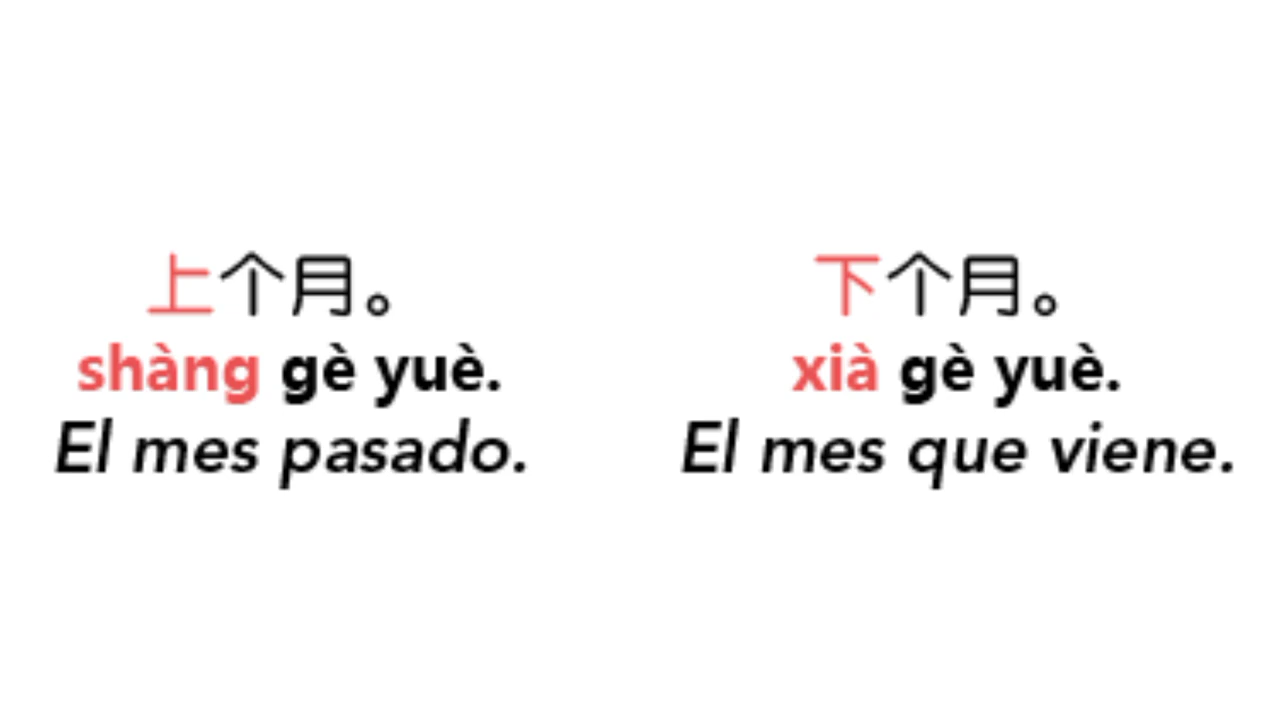 上个月。
shàng gè yuè.
El mes pasado.
下个月。
xià gè yuè.
El mes que viene.